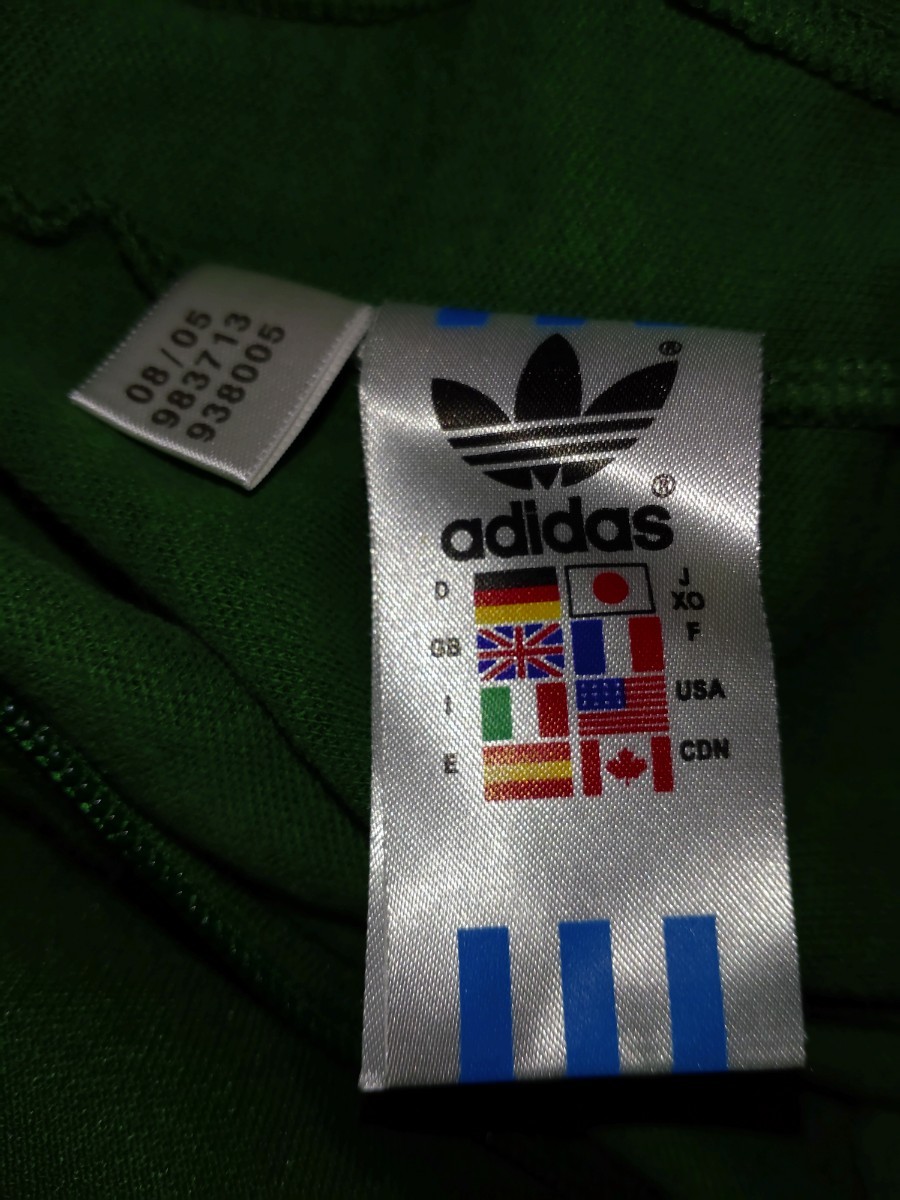 08/05
983713
938005
®
®
adidas
D
J
XO
GB
F
I
USA
E
CDN